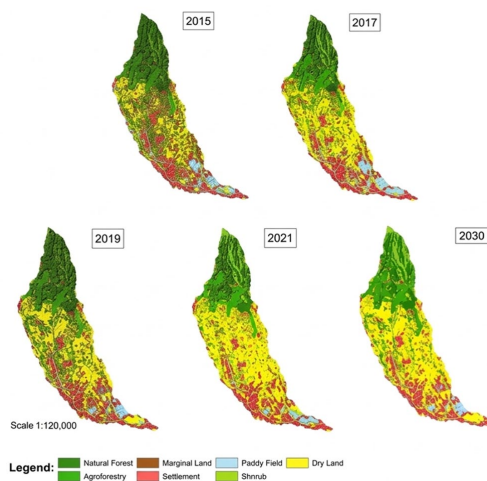 2015
2017
2019
2021
2030
Scale 1:120,000
Legend:
Natural Forest
Marginal Land
Paddy Field
Dry Land
Agroforestry
Settlement
Shnrub